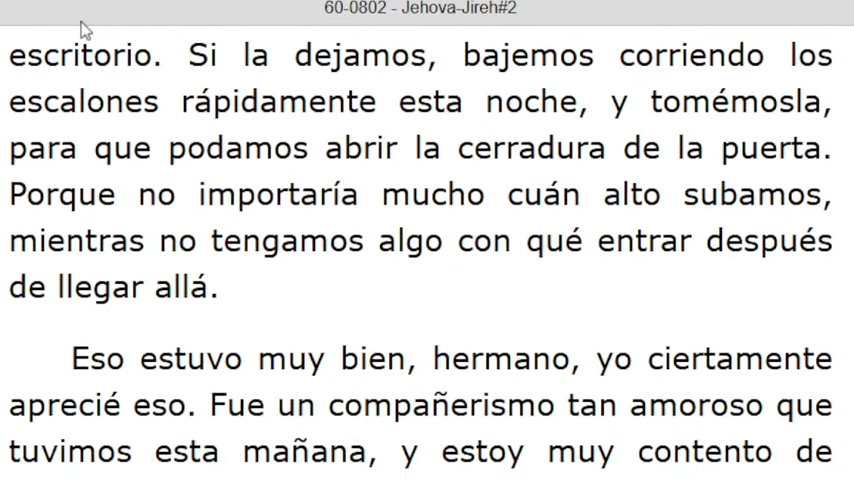 60-0802 - Jehova-Jireh#2
escritorio. Si la dejamos, bajemos corriendo los
escalones rápidamente esta noche, y tomémosla,
para que podamos abrir la cerradura de la puerta.
Porque no importaría mucho cuán alto subamos,
mientras no tengamos algo con qué entrar después
de llegar allá.
Eso estuvo muy bien, hermano, yo ciertamente
aprecié eso. Fue un compañerismo tan amoroso que
tuvimos esta mañana, y estoy muy contento de